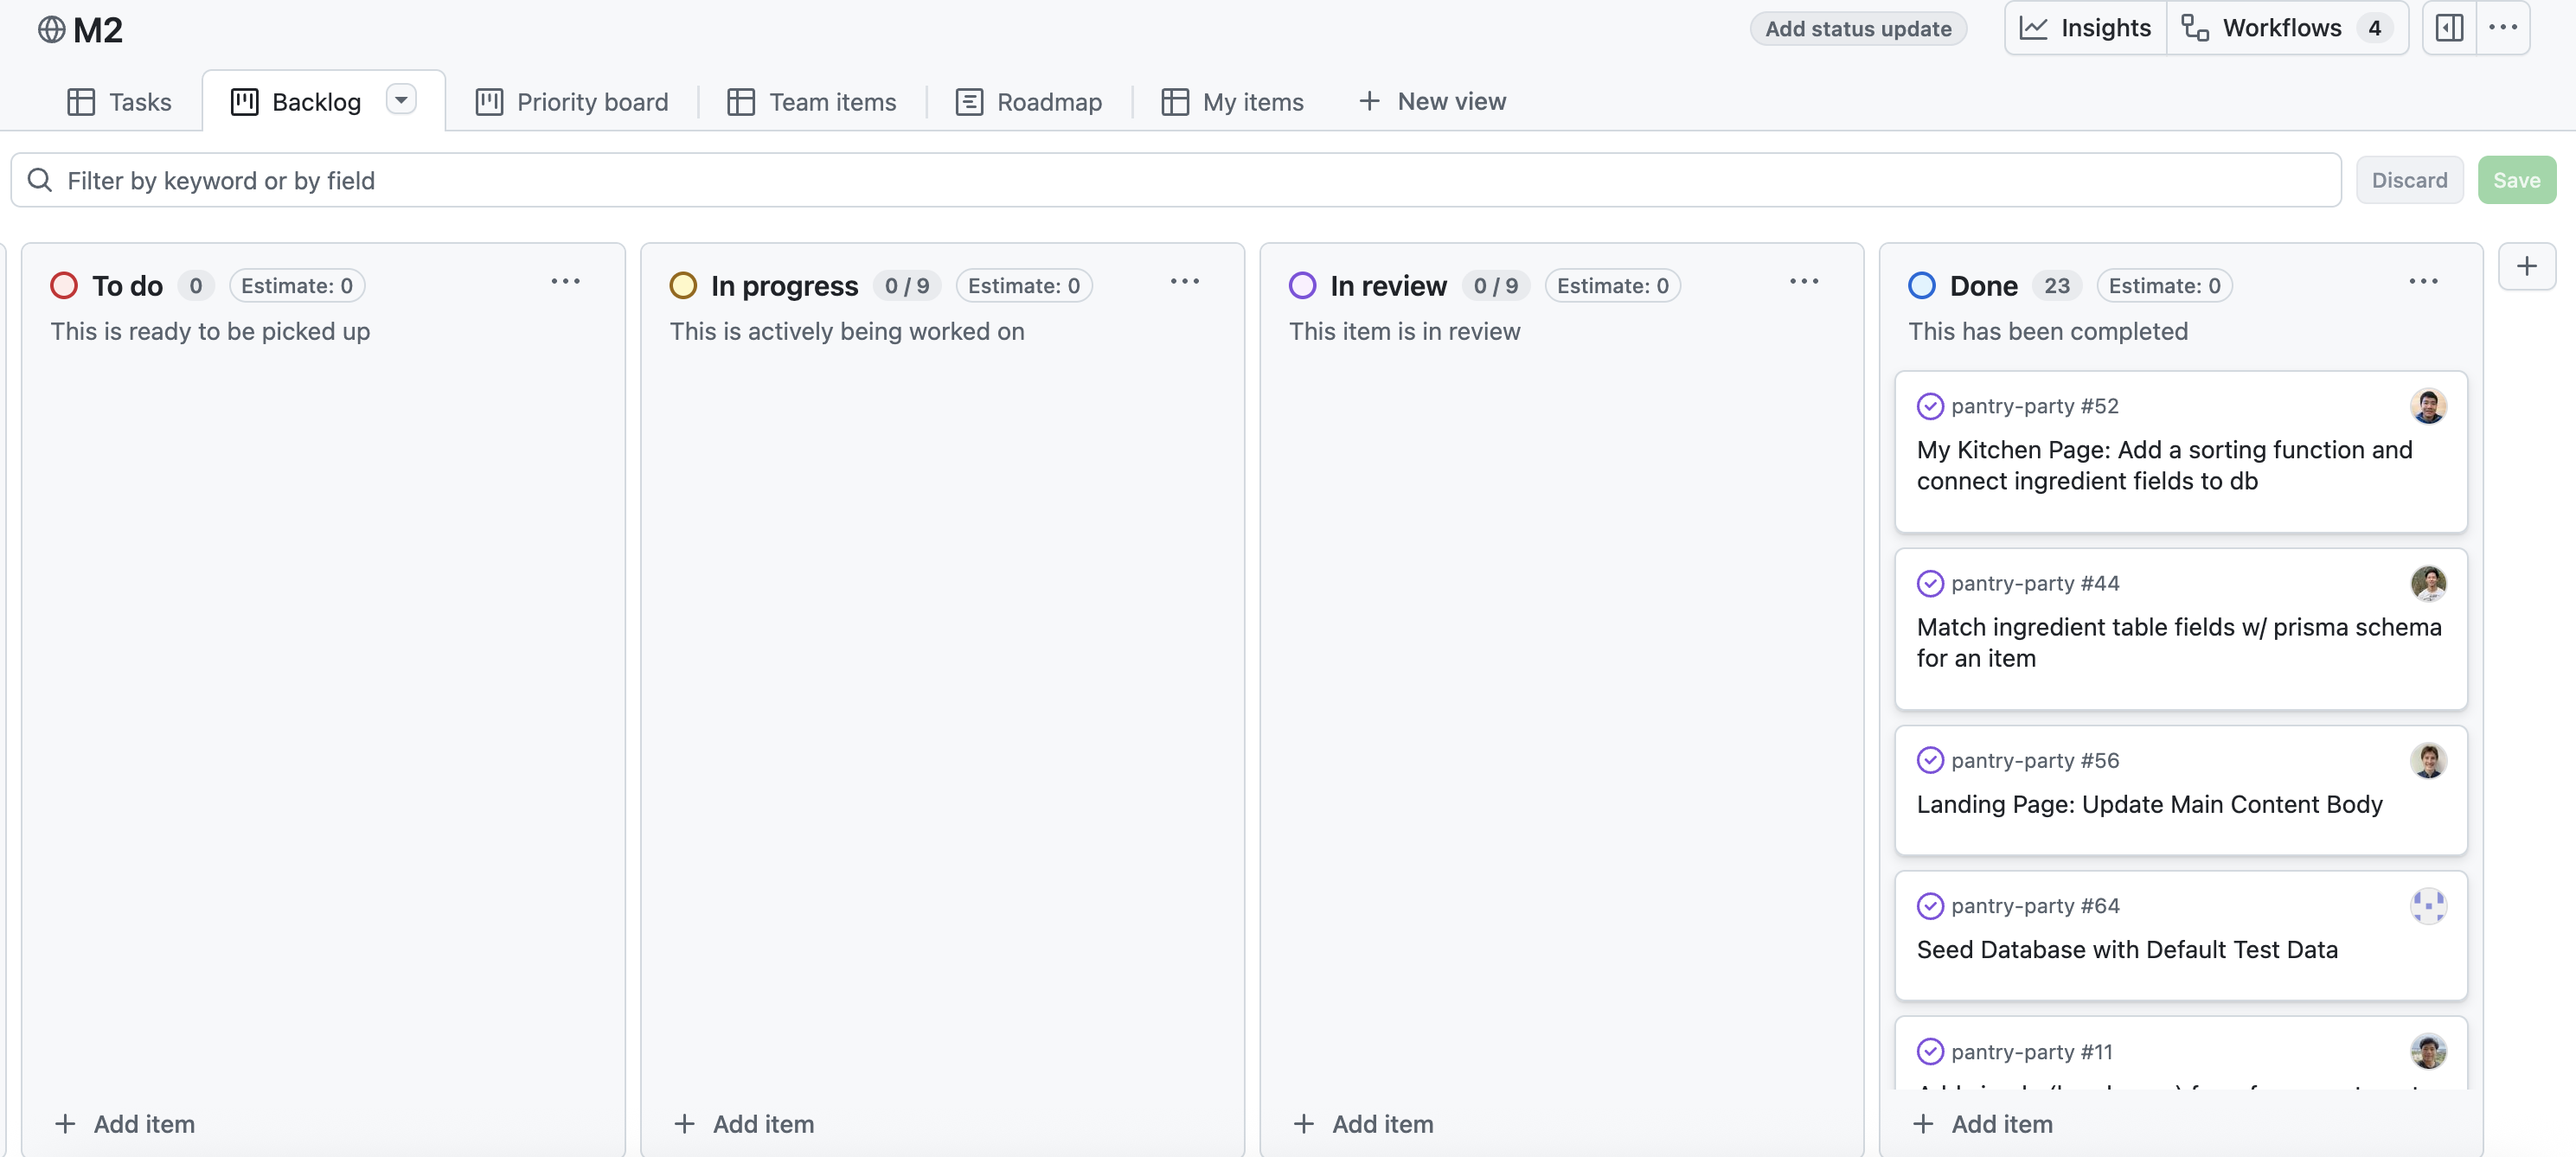 M2
Add status update
Insights
Workflows 4
Tasks
Backlog
Priority board
Team items
Roadmap
My items
New view
Filter by keyword or by field
Discard
Save
To do 0 Estimate: 0
This is ready to be picked up
Add item
In progress 0 / 9 Estimate: 0
This is actively being worked on
Add item
In review 0 / 9 Estimate: 0
This item is in review
Add item
Done 23 Estimate: 0
This has been completed
pantry-party #52
My Kitchen Page: Add a sorting function and
connect ingredient fields to db
pantry-party #44
Match ingredient table fields w/ prisma schema
for an item
pantry-party #56
Landing Page: Update Main Content Body
pantry-party #64
Seed Database with Default Test Data
pantry-party #11
Add item